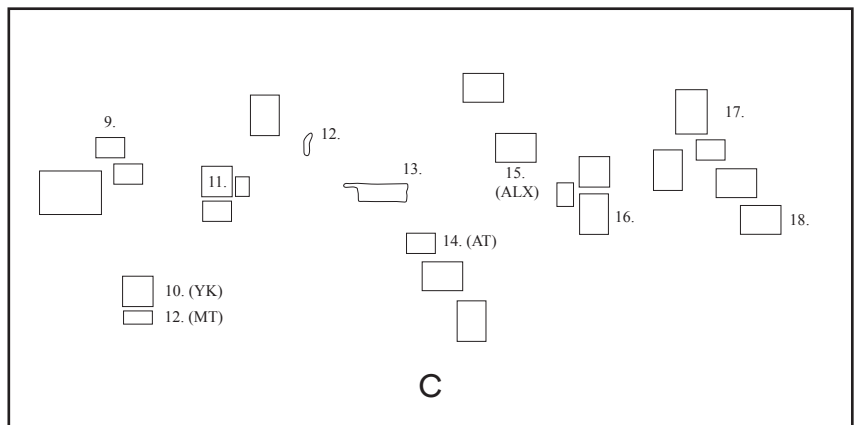 9.
12.
17.
13.
11.
15.
(ALX)
16.
18.
14. (AT)
10. (YK)
12. (MT)
C